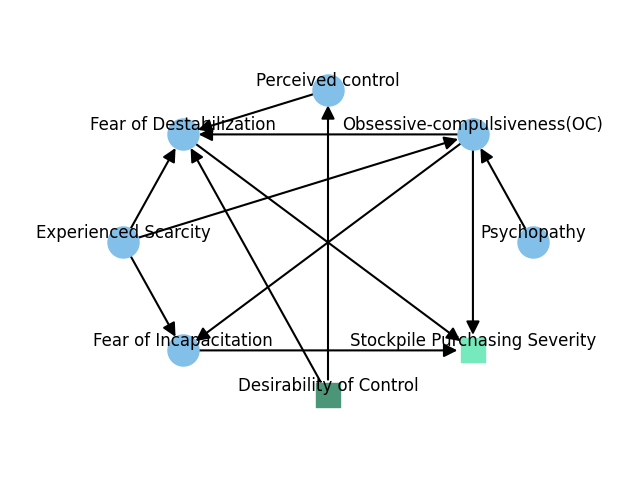 Perceived control
Fear of Destabilization
Obsessive-compulsiveness(OC)
Experienced Scarcity
Psychopathy
Fear of Incapacitation
Stockpile Purchasing Severity
Desirability of Control